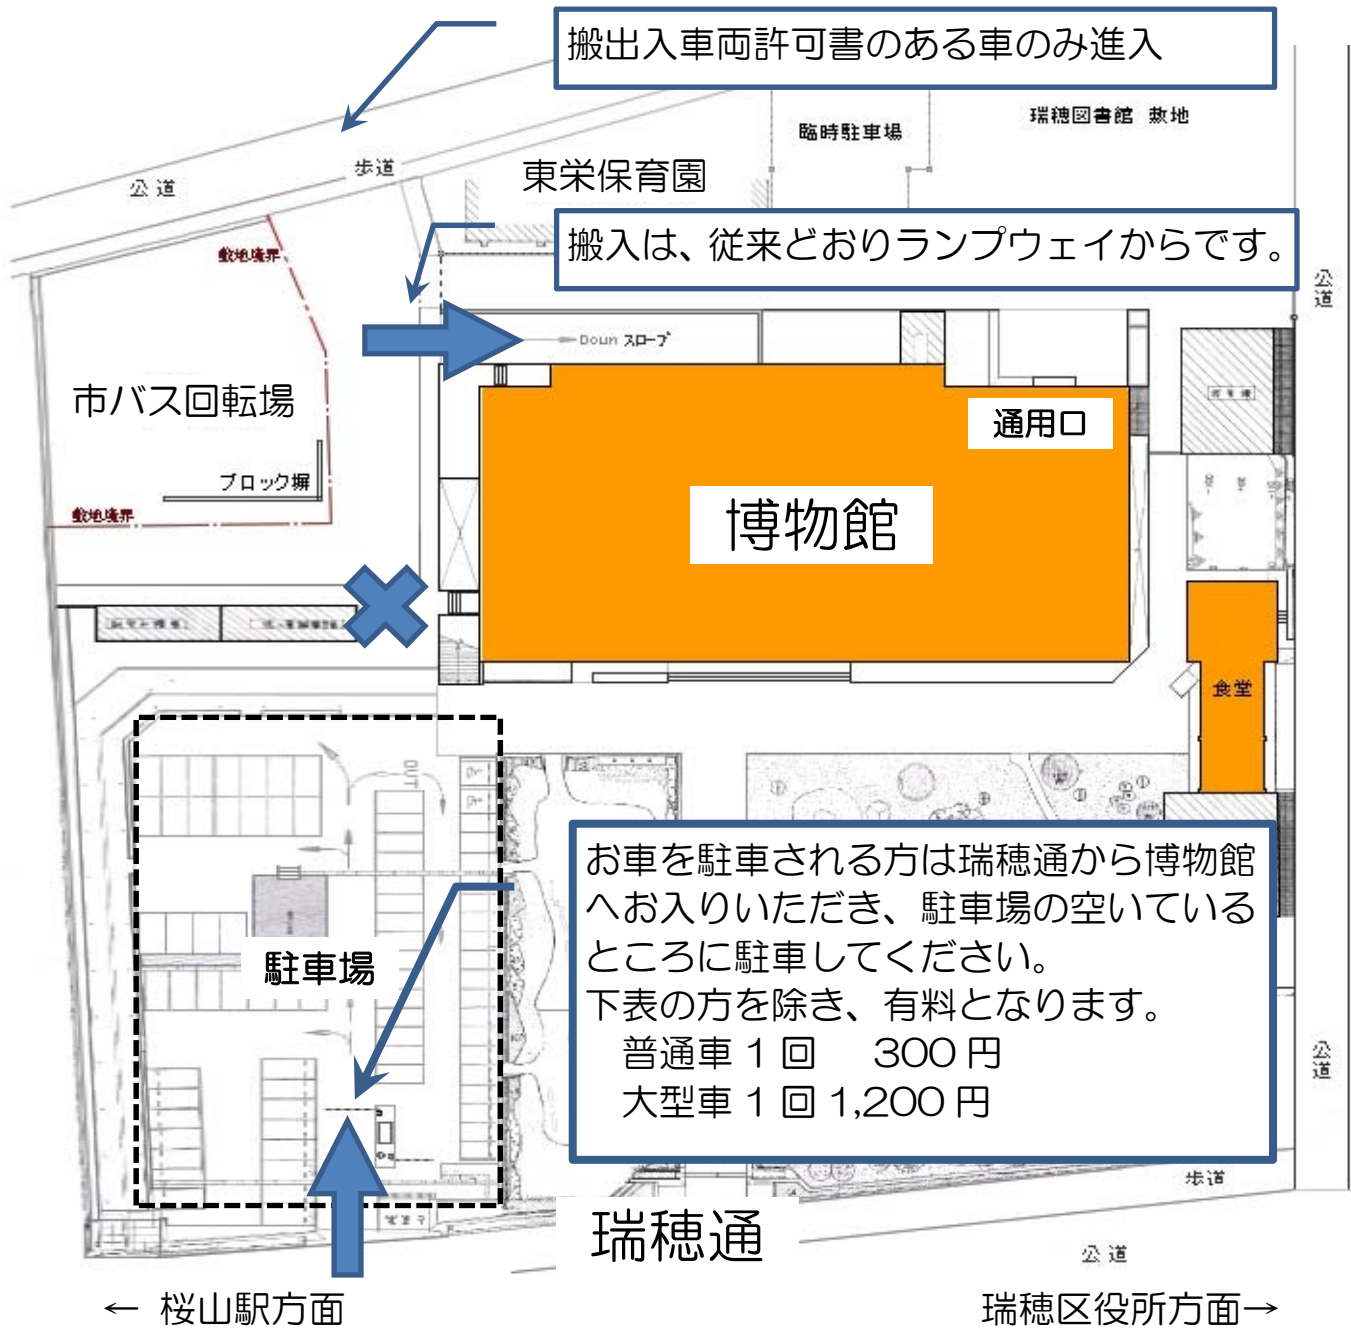 搬出入車両許可書のある車のみ進入
瑞穂図書館 敷地
臨時駐車場
歩道
公道
東栄保育園
搬入は、従来どおりランプウェイからです。
敷地境界
公道
Doun スロープ
市バス回転場
通用口
ブロック塀
敷地境界
博物館
食堂
OUT
お車を駐車される方は瑞穂通から博物館
へお入りいただき、駐車場の空いている
ところに駐車してください。
下表の方を除き、有料となります。
普通車1回 300円
大型車1回1,200円
駐車場
公道
歩道
瑞穂通
公道
← 桜山駅方面
瑞穂区役所方面→